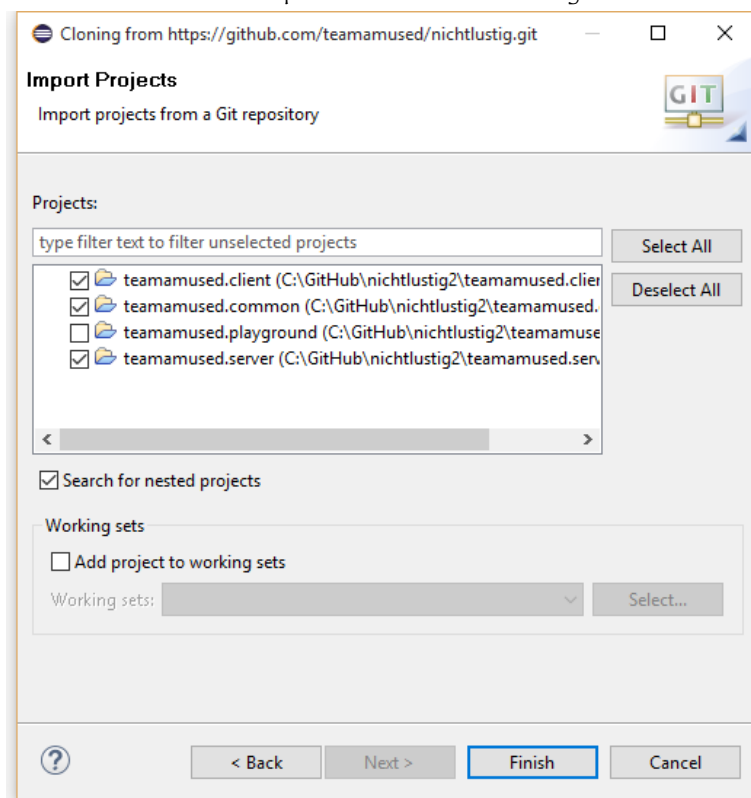 Cloning from https://github.com/teamamused/nichtlustig.git
Import Projects
Import projects from a Git repository
GIT
Projects:
type filter text to filter unselected projects
Select All
teamamused.client (C:\GitHub\nichtlustig2\teamamused.clien
Deselect All
teamamused.common (C:\GitHub\nichtlustig2\teamamused.
teamamused.playground (C:\GitHub\nichtlustig2\teamamuse
teamamused.server (C:\GitHub\nichtlustig2\teamamused.serv
Search for nested projects
Working sets
Add project to working sets
Working sets:
Select...
?
< Back
Next >
Finish
Cancel